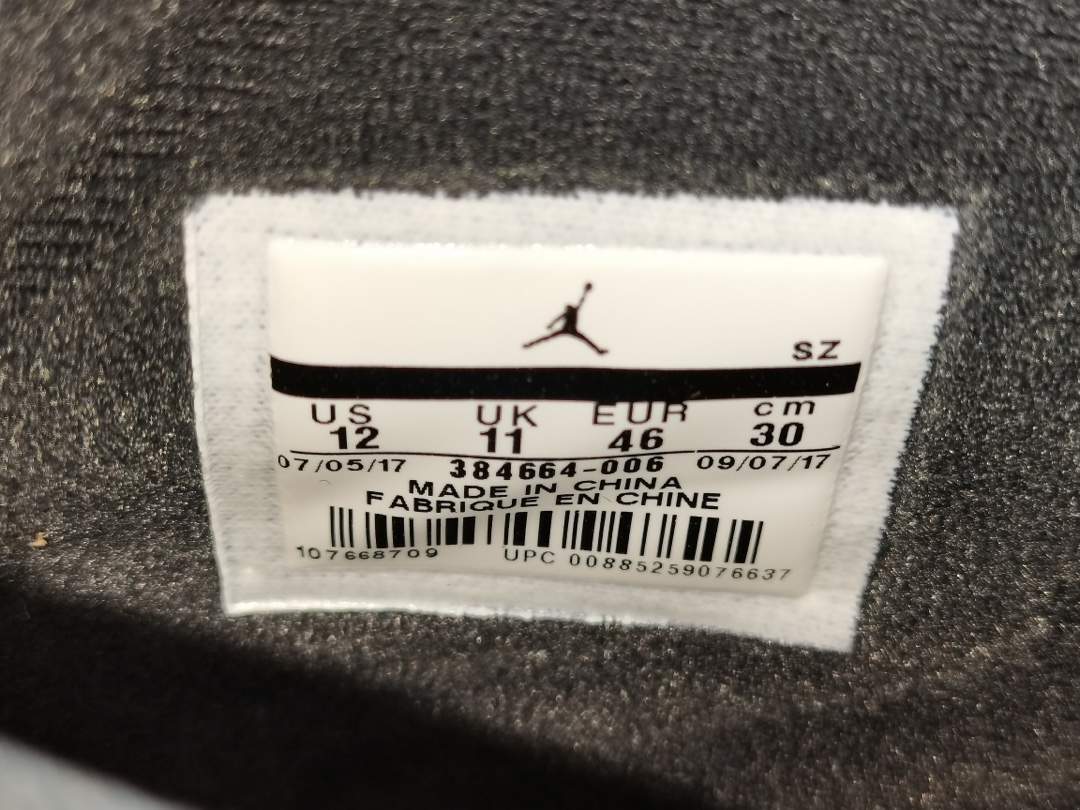 SZ
US UK EUR cm
12 11 46 30
07/05/17 384664-006 09/07/17
MADE IN CHINA
FABRIQUE EN CHINE
107668709 UPC 00885259076637